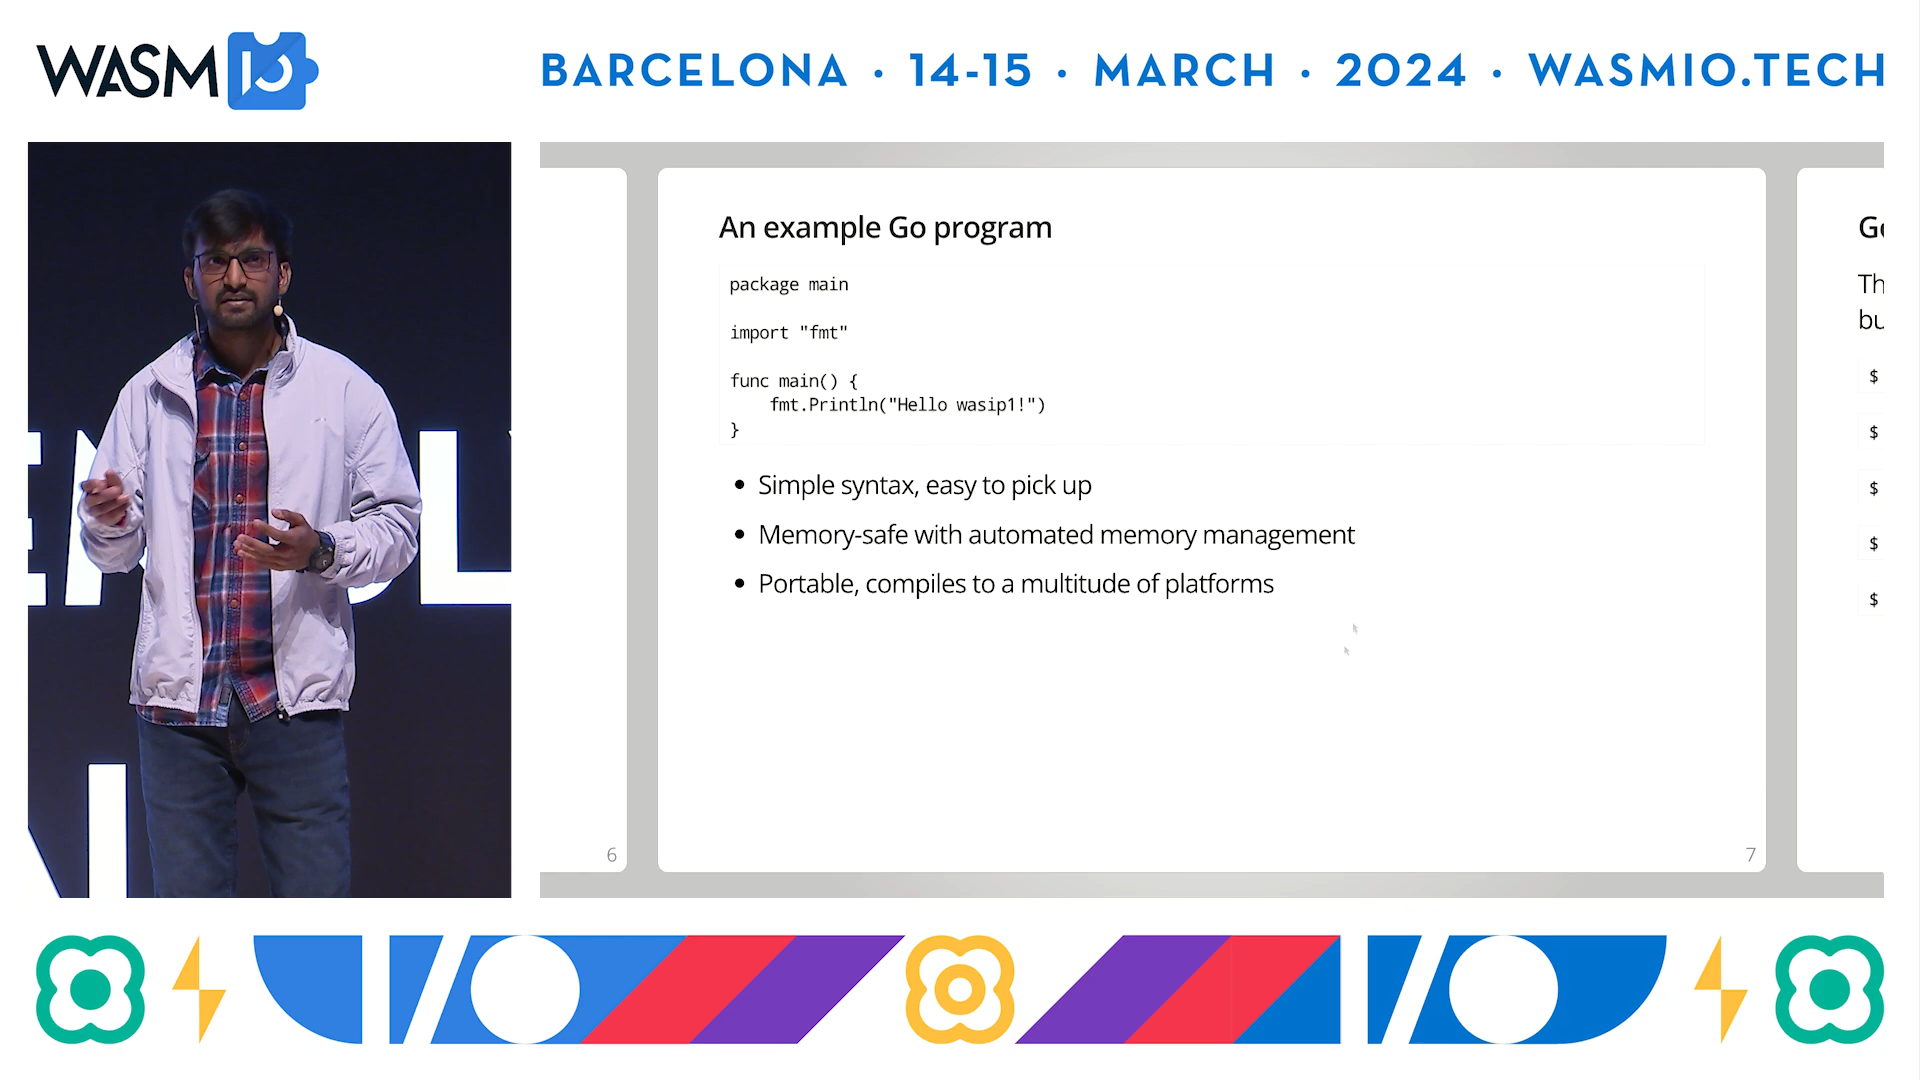 WASM IO
BARCELONA · 14-15 · MARCH · 2024 · WASMIO.TECH
An example Go program
package main
import "fmt"
func main() {
    fmt.Println("Hello wasip1!")
}
• Simple syntax, easy to pick up
• Memory-safe with automated memory management
• Portable, compiles to a multitude of platforms
6
7
$
$
$
$
$